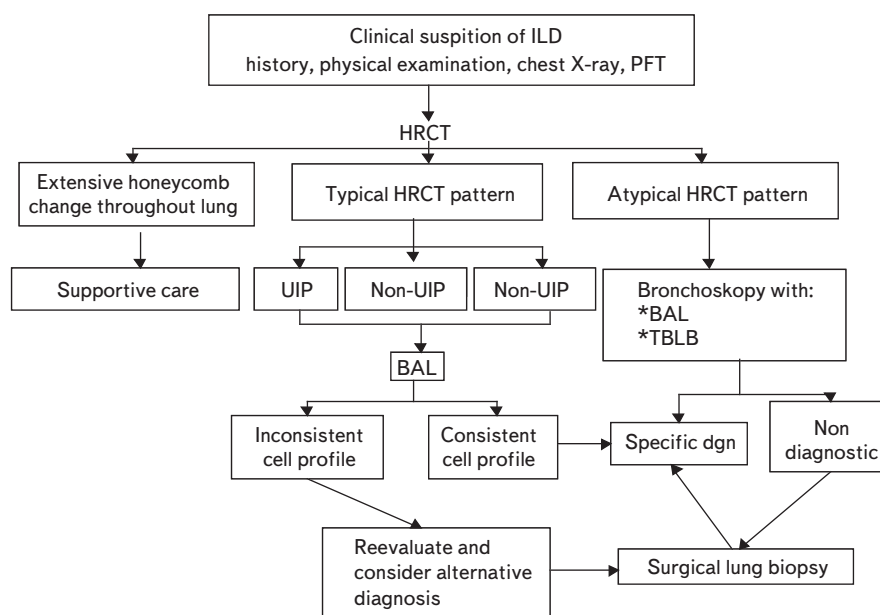 Clinical suspition of ILD
history, physical examination, chest X-ray, PFT
HRCT
Extensive honeycomb
change throughout lung
Typical HRCT pattern
Atypical HRCT pattern
Supportive care
UIP
Non-UIP
Non-UIP
Bronchoskopy with:
*BAL
*TBLB
BAL
Inconsistent
cell profile
Consistent
cell profile
Specific dgn
Non
diagnostic
Reevaluate and
consider alternative
diagnosis
Surgical lung biopsy